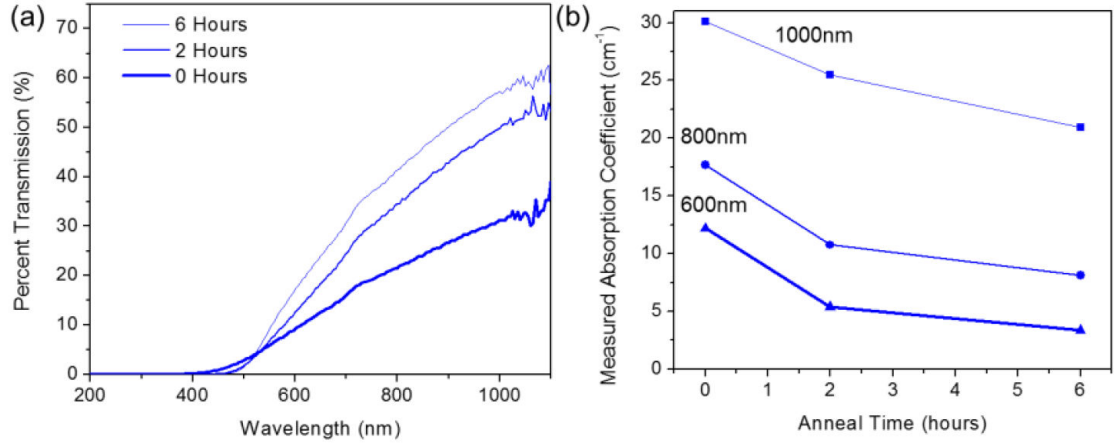 (a)
Percent Transmission (%)
70
60
50
40
30
20
10
0
6 Hours
2 Hours
0 Hours
200 400 600 800 1000
Wavelength (nm)
(b)
Measured Absorption Coefficient (cm⁻¹)
30
25
20
15
10
5
0
1000nm
800nm
600nm
0 1 2 3 4 5 6
Anneal Time (hours)